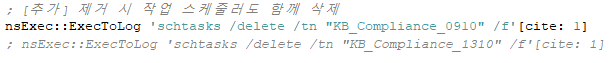 ; [추가] 제거 시 작업 스케줄러도 함께 삭제
nsExec::ExecToLog 'schtasks /delete /tn "KB_Compliance_0910" /f'[cite: 1]
; nsExec::ExecToLog 'schtasks /delete /tn "KB_Compliance_1310" /f'[cite: 1]